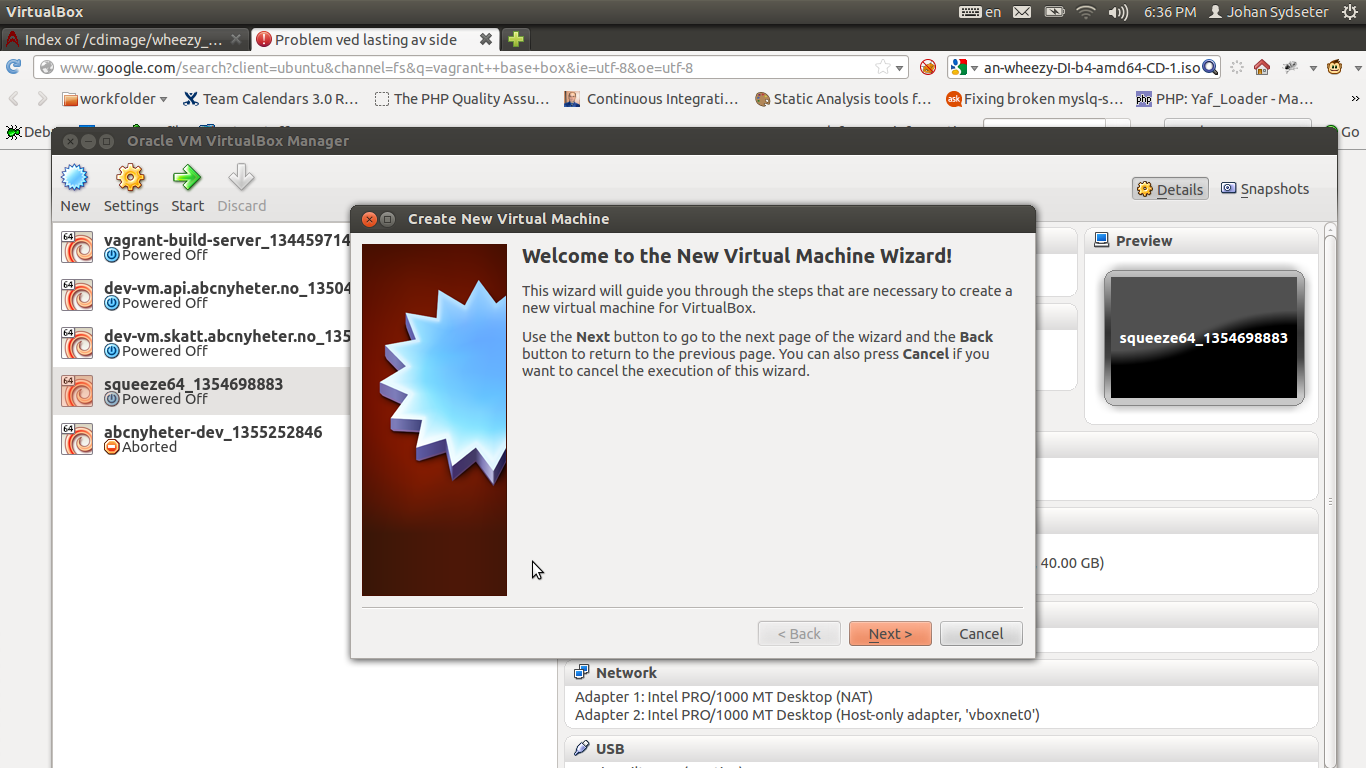 VirtualBox
en
6:36 PM
Johan Sydseter
Index of /cdimage/wheezy_...
Problem ved lasting av side
www.google.com/search?client=ubuntu&channel=fs&q=vagrant++base+box&ie=utf-8&oe=utf-8
an-wheezy-DI-b4-amd64-CD-1.iso
workfolder
Team Calendars 3.0 R...
The PHP Quality Assu...
Continuous Integrati...
Static Analysis tools f...
Fixing broken myslq-s...
PHP: Yaf_Loader - Ma...
Go
Oracle VM VirtualBox Manager
New
Settings
Start
Discard
Details
Snapshots
64
vagrant-build-server_134459714
Powered Off
64
dev-vm.api.abcnyheter.no_13504
Powered Off
64
dev-vm.skatt.abcnyheter.no_135
Powered Off
64
squeeze64_1354698883
Powered Off
64
abcnyheter-dev_1355252846
Aborted
Create New Virtual Machine
Welcome to the New Virtual Machine Wizard!
This wizard will guide you through the steps that are necessary to create a
new virtual machine for VirtualBox.
Use the Next button to go to the next page of the wizard and the Back
button to return to the previous page. You can also press Cancel if you
want to cancel the execution of this wizard.
< Back
Next >
Cancel
Preview
squeeze64_1354698883
40.00 GB)
Network
Adapter 1: Intel PRO/1000 MT Desktop (NAT)
Adapter 2: Intel PRO/1000 MT Desktop (Host-only adapter, 'vboxnet0')
USB